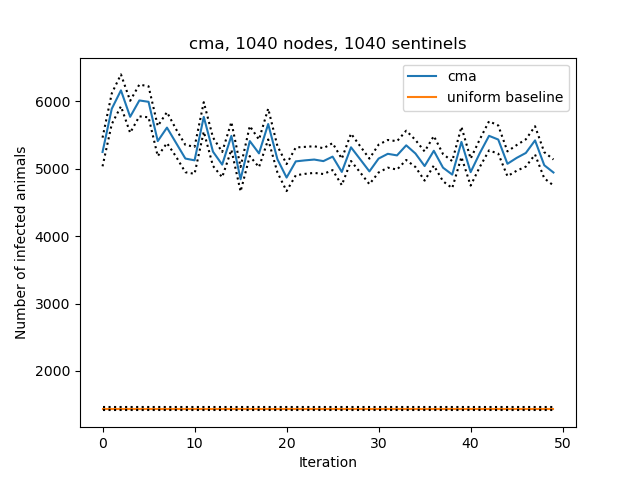 cma, 1040 nodes, 1040 sentinels
cma
uniform baseline
Number of infected animals
6000
5000
4000
3000
2000
0
10
20
30
40
50
Iteration